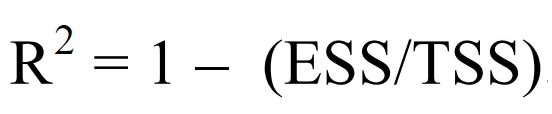 R² = 1 – (ESS/TSS)